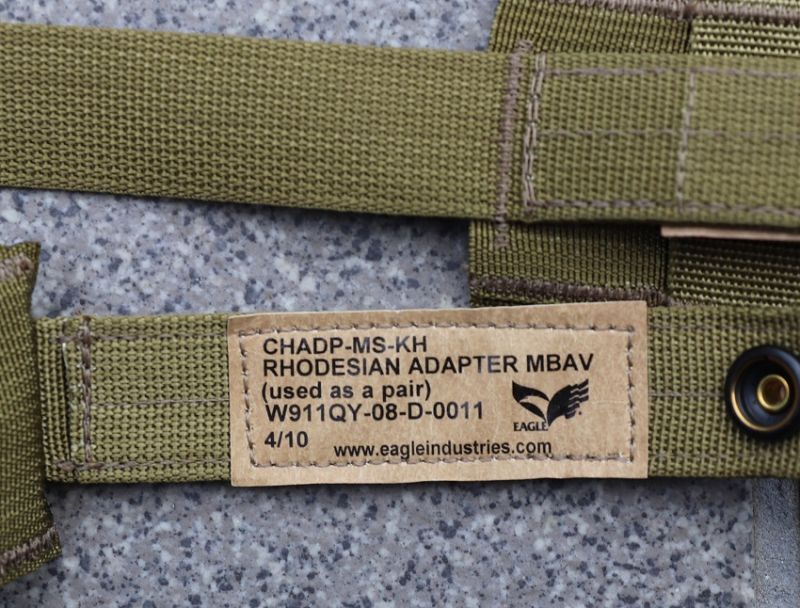 CHADP-MS-KH
RHODESIAN ADAPTER MBAV
(used as a pair)
W911QY-08-D-0011
EAGLE
4/10
www.eagleindustries.com